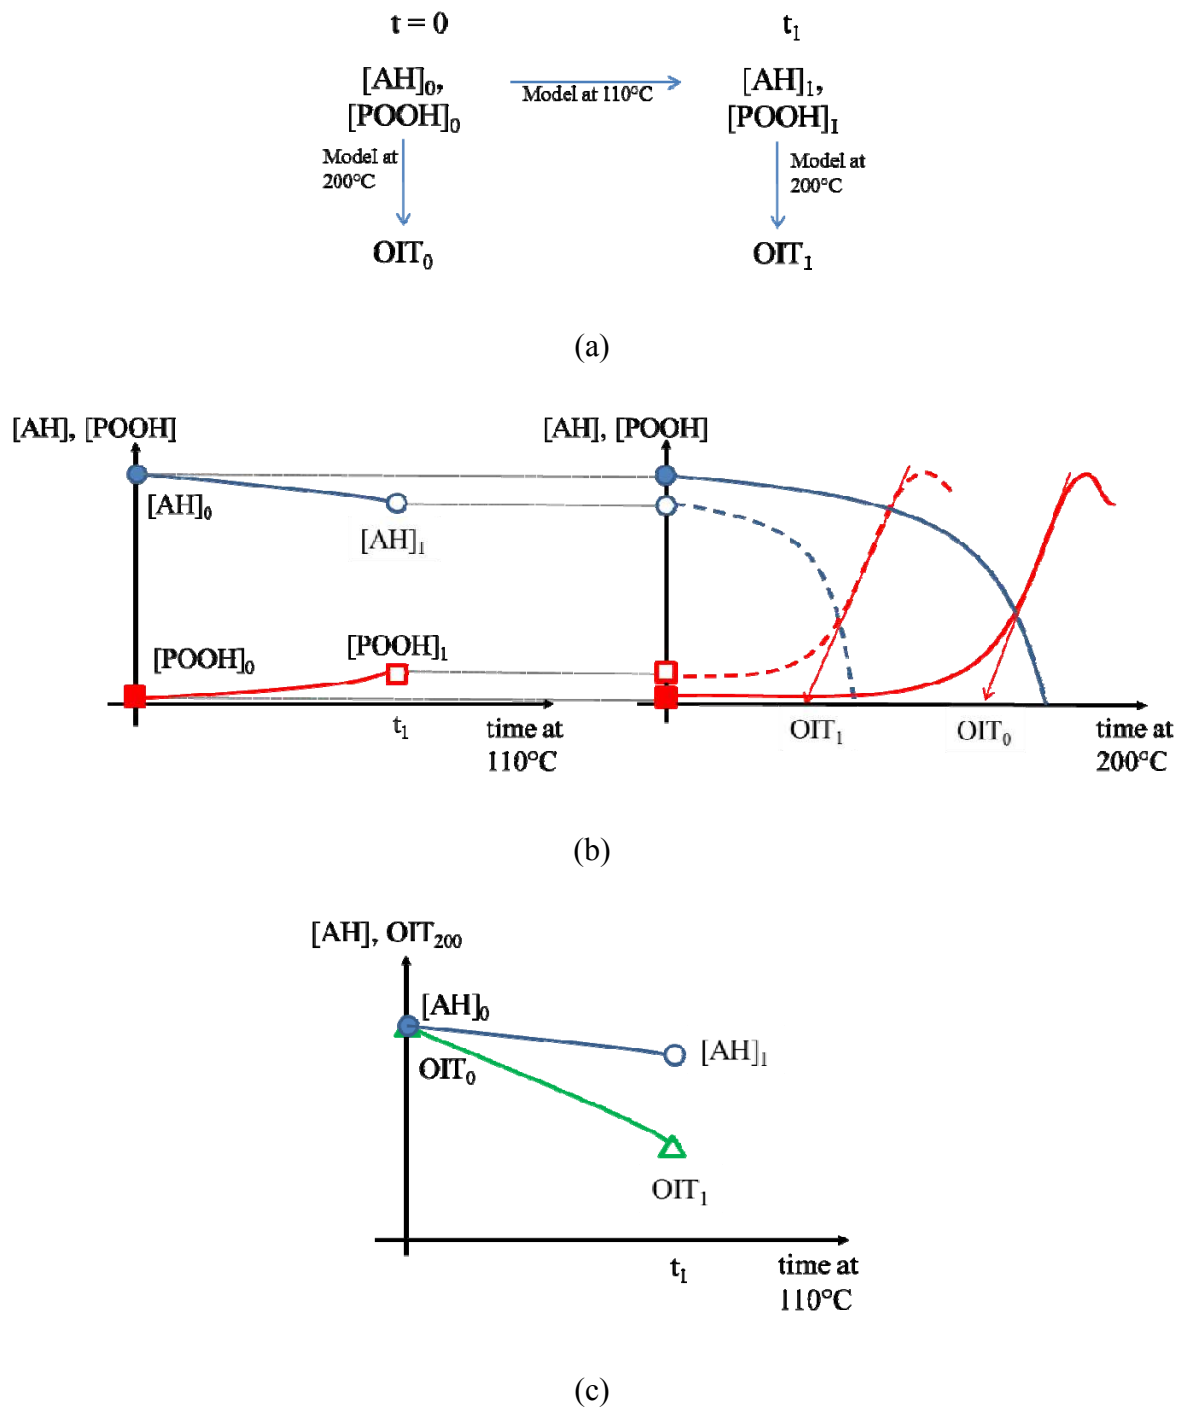 t = 0
t₁
[AH]₀,
[POOH]₀
Model at 110°C
[AH]₁,
[POOH]₁
Model at
200°C
Model at
200°C
OIT₀
OIT₁
(a)
[AH], [POOH]
[AH], [POOH]
[AH]₀
[AH]₁
[POOH]₀
[POOH]₁
t₁
time at
110°C
OIT₁
OIT₀
time at
200°C
(b)
[AH], OIT₂₀₀
[AH]₀
[AH]₁
OIT₀
OIT₁
t₁
time at
110°C
(c)